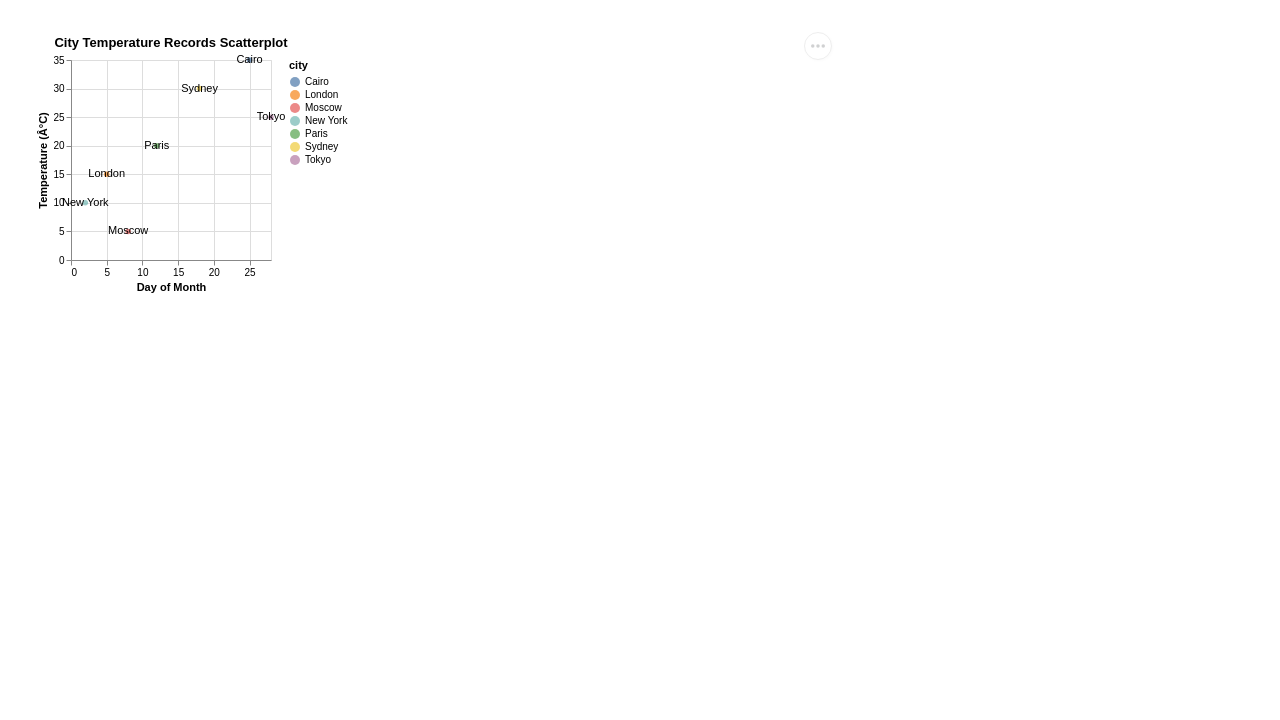 City Temperature Records Scatterplot
Temperature (Â°C)
35
30
25
20
15
10
5
0
Cairo
Sydney
Tokyo
Paris
London
New York
Moscow
0 5 10 15 20 25
Day of Month
city
Cairo
London
Moscow
New York
Paris
Sydney
Tokyo